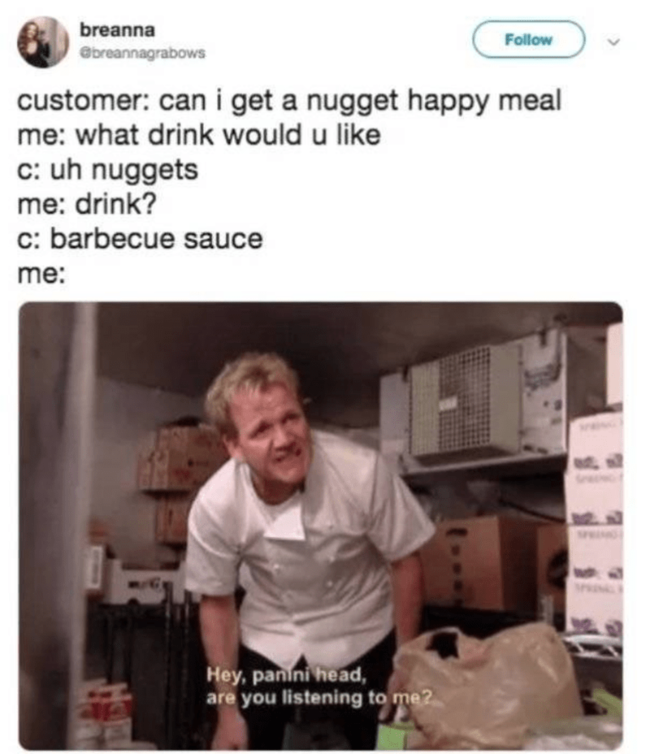 breanna
@breannagrabows
Follow
customer: can i get a nugget happy meal
me: what drink would u like
c: uh nuggets
me: drink?
c: barbecue sauce
me:
Hey, panini head,
are you listening to me?